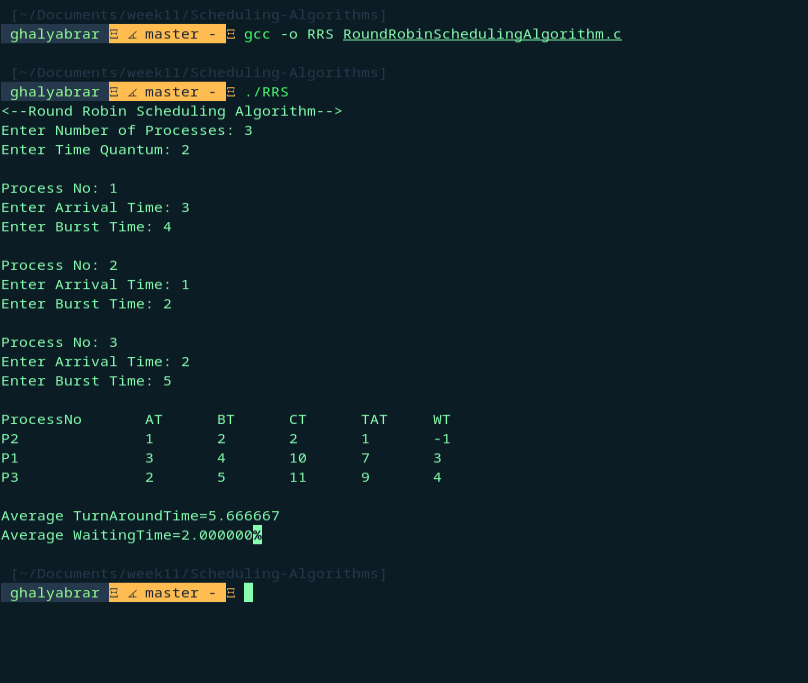 [~/Documents/week11/Scheduling-Algorithms]
ghalyabrar Ξ ∡ master - Ξ gcc -o RRS RoundRobinSchedulingAlgorithm.c
[~/Documents/week11/Scheduling-Algorithms]
ghalyabrar Ξ ∡ master - Ξ ./RRS
<--Round Robin Scheduling Algorithm-->
Enter Number of Processes: 3
Enter Time Quantum: 2
Process No: 1
Enter Arrival Time: 3
Enter Burst Time: 4
Process No: 2
Enter Arrival Time: 1
Enter Burst Time: 2
Process No: 3
Enter Arrival Time: 2
Enter Burst Time: 5
ProcessNo AT BT CT TAT WT
P2 1 2 2 1 -1
P1 3 4 10 7 3
P3 2 5 11 9 4
Average TurnAroundTime=5.666667
Average WaitingTime=2.000000%
[~/Documents/week11/Scheduling-Algorithms]
ghalyabrar Ξ ∡ master - Ξ